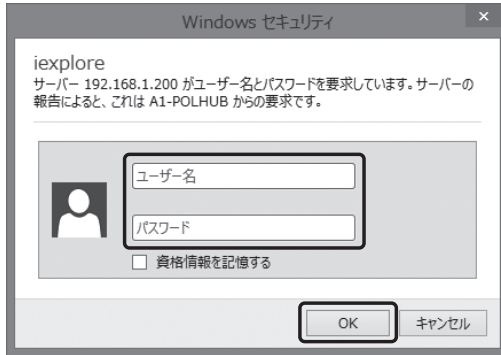 Windows セキュリティ
×
iexplore
サーバー 192.168.1.200 がユーザー名とパスワードを要求しています。サーバーの
報告によると、これは A1-POLHUB からの要求です。
ユーザー名
パスワード
資格情報を記憶する
OK
キャンセル